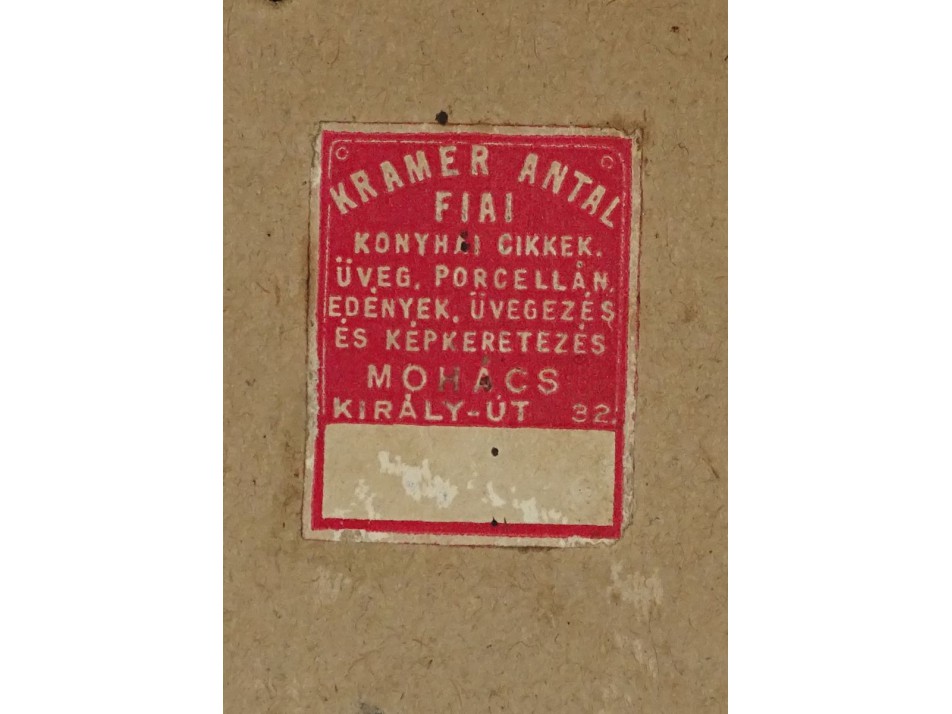 KRAMER ANTAL
FIAI
KONYHAI CIKKEK.
ÜVEG, PORCELLÁN,
EDÉNYEK, ÜVEGEZÉS
ÉS KÉPKERETEZÉS
MOHÁCS
KIRÁLY-ÚT 32.